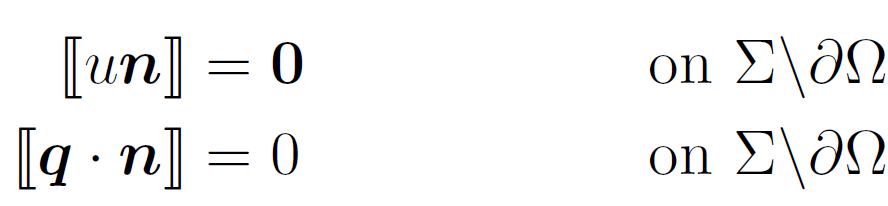 ⟦u𝒏⟧ = 𝟎 on Σ\∂Ω
⟦𝒒 · 𝒏⟧ = 0 on Σ\∂Ω